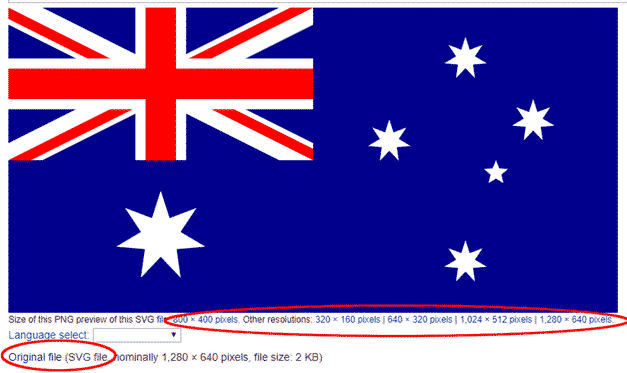 Size of this PNG preview of this SVG file: 800 × 400 pixels. Other resolutions: 320 × 160 pixels | 640 × 320 pixels | 1,024 × 512 pixels | 1,280 × 640 pixels.
Language select:
Original file (SVG file, nominally 1,280 × 640 pixels, file size: 2 KB)